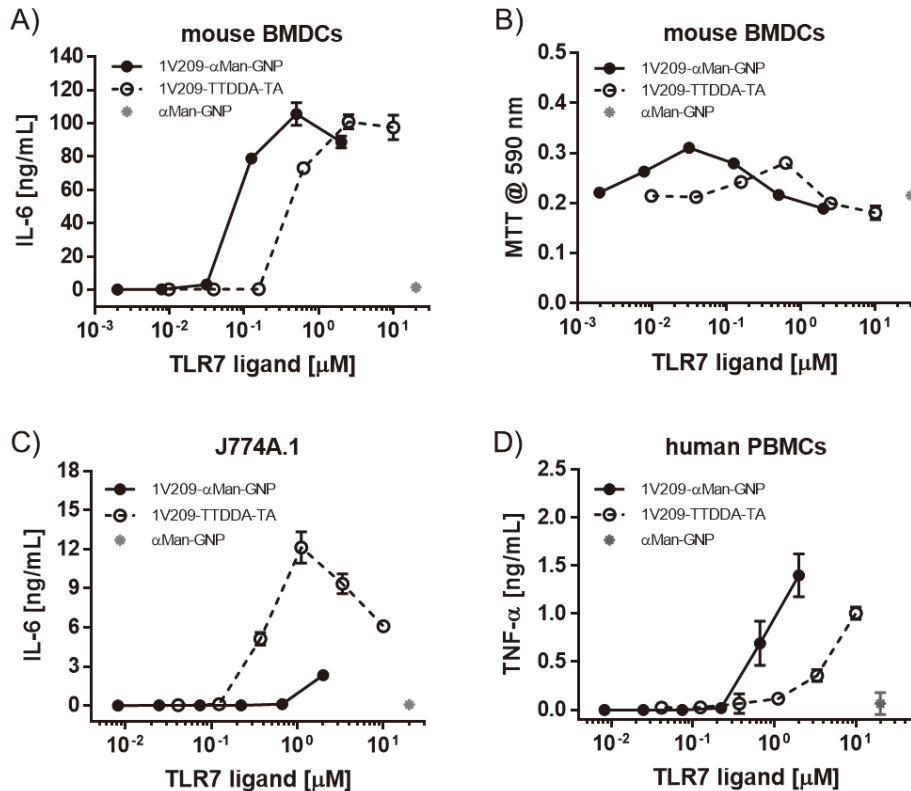 A)
mouse BMDCs
IL-6 [ng/mL]
140
120
100
80
60
40
20
0
1V209-αMan-GNP
1V209-TTDDA-TA
αMan-GNP
10-3 10-2 10-1 100 101
TLR7 ligand [μM]
B)
mouse BMDCs
MTT @ 590 nm
0.5
0.4
0.3
0.2
0.1
0.0
1V209-αMan-GNP
1V209-TTDDA-TA
αMan-GNP
10-3 10-2 10-1 100 101
TLR7 ligand [μM]
C)
J774A.1
IL-6 [ng/mL]
18
15
12
9
6
3
0
1V209-αMan-GNP
1V209-TTDDA-TA
αMan-GNP
10-2 10-1 100 101
TLR7 ligand [μM]
D)
human PBMCs
TNF-α [ng/mL]
2.5
2.0
1.5
1.0
0.5
0.0
1V209-αMan-GNP
1V209-TTDDA-TA
αMan-GNP
10-2 10-1 100 101
TLR7 ligand [μM]